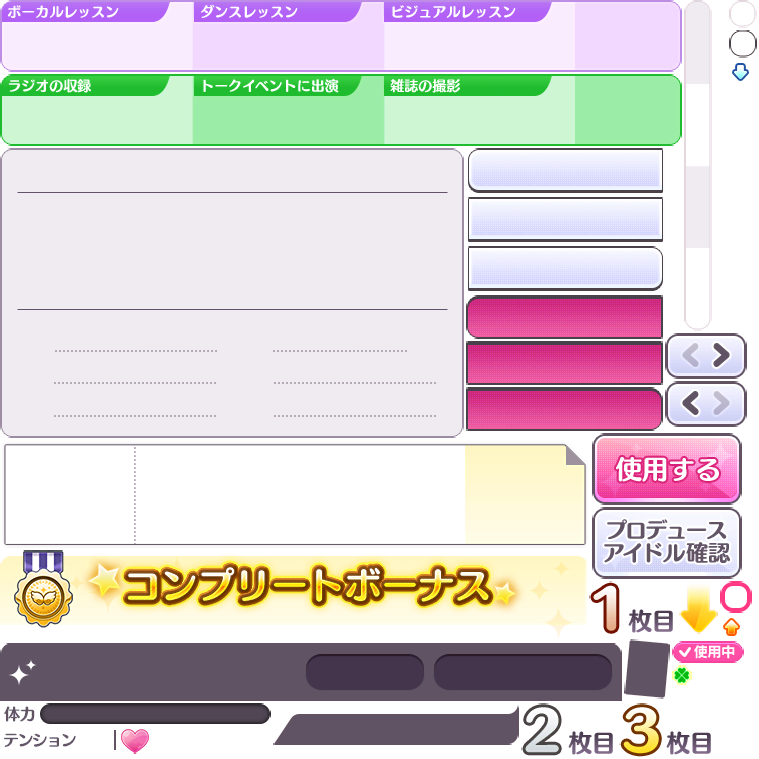 ボーカルレッスン ダンスレッスン ビジュアルレッスン
ラジオの収録 トークイベントに出演 雑誌の撮影
使用する
プロデュース
アイドル確認
コンプリートボーナス
1枚目
使用中
体力
テンション
2枚目 3枚目